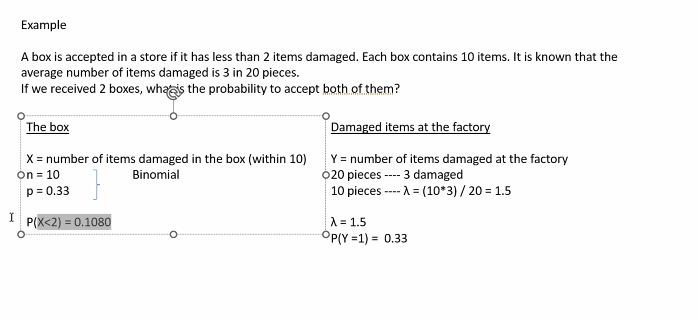 Example
A box is accepted in a store if it has less than 2 items damaged. Each box contains 10 items. It is known that the
average number of items damaged is 3 in 20 pieces.
If we received 2 boxes, what is the probability to accept both of them?
The box
X = number of items damaged in the box (within 10)
n = 10 Binomial
p = 0.33
P(X<2) = 0.1080
Damaged items at the factory
Y = number of items damaged at the factory
20 pieces ---- 3 damaged
10 pieces ---- λ = (10*3) / 20 = 1.5
λ = 1.5
P(Y =1) = 0.33